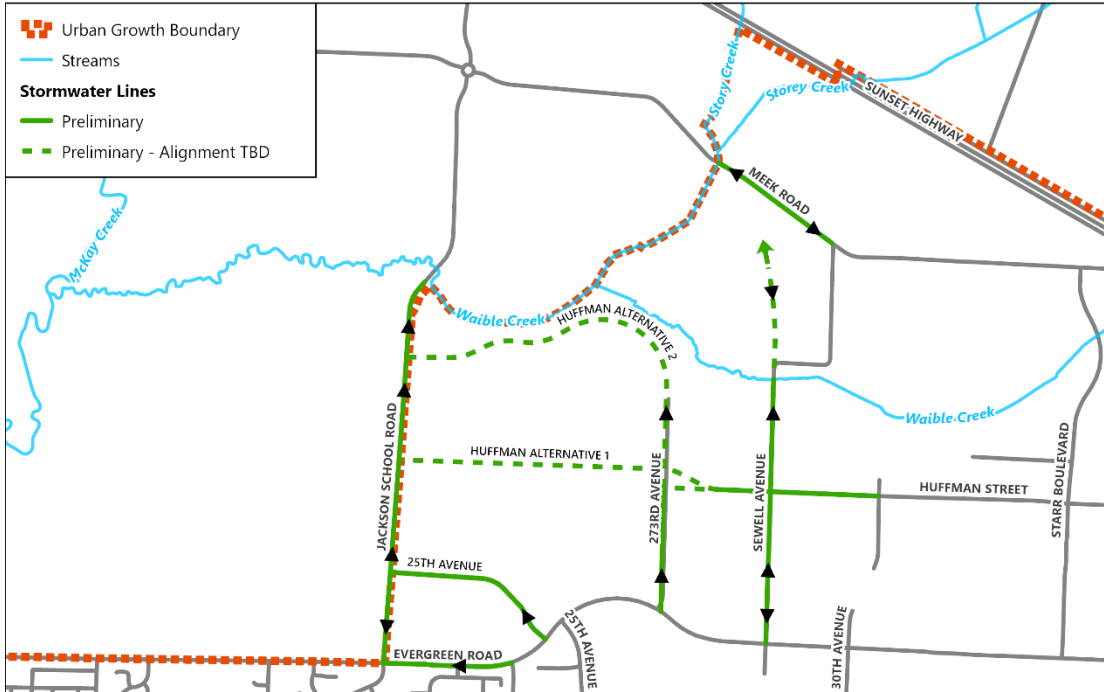 Urban Growth Boundary
Streams
Stormwater Lines
Preliminary
Preliminary - Alignment TBD
Story Creek
Storey Creek
SUNSET HIGHWAY
MEEK ROAD
McKay Creek
Waible Creek
HUFFMAN ALTERNATIVE 2
Waible Creek
JACKSON SCHOOL ROAD
HUFFMAN ALTERNATIVE 1
273RD AVENUE
SEWELL AVENUE
HUFFMAN STREET
STARR BOULEVARD
25TH AVENUE
EVERGREEN ROAD
25TH AVENUE
30TH AVENUE